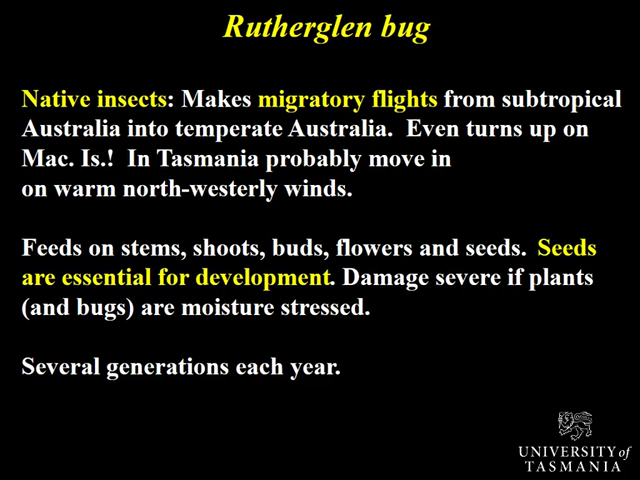 Rutherglen bug
Native insects: Makes migratory flights from subtropical
Australia into temperate Australia. Even turns up on
Mac. Is.! In Tasmania probably move in
on warm north-westerly winds.
Feeds on stems, shoots, buds, flowers and seeds. Seeds
are essential for development. Damage severe if plants
(and bugs) are moisture stressed.
Several generations each year.
UNIVERSITY of
TASMANIA